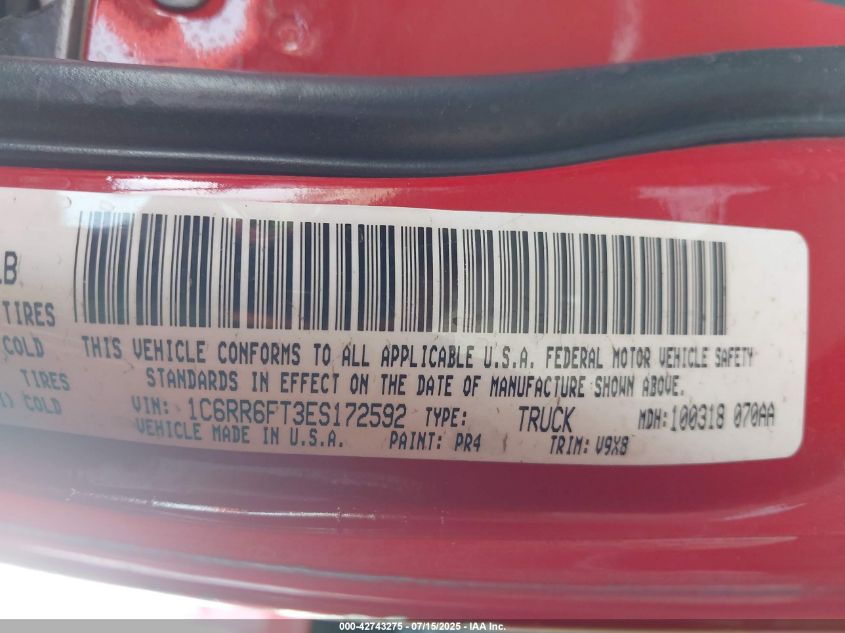 LB
TIRES
COLD
TIRES
COLD
THIS VEHICLE CONFORMS TO ALL APPLICABLE U.S.A. FEDERAL MOTOR VEHICLE SAFETY
STANDARDS IN EFFECT ON THE DATE OF MANUFACTURE SHOWN ABOVE.
VIN: 1C6RR6FT3ES172592 TYPE: TRUCK MDH:100318 070AA
VEHICLE MADE IN U.S.A. PAINT: PR4 TRIM: V9X8
000-42743275 - 07/15/2025 - IAA Inc.